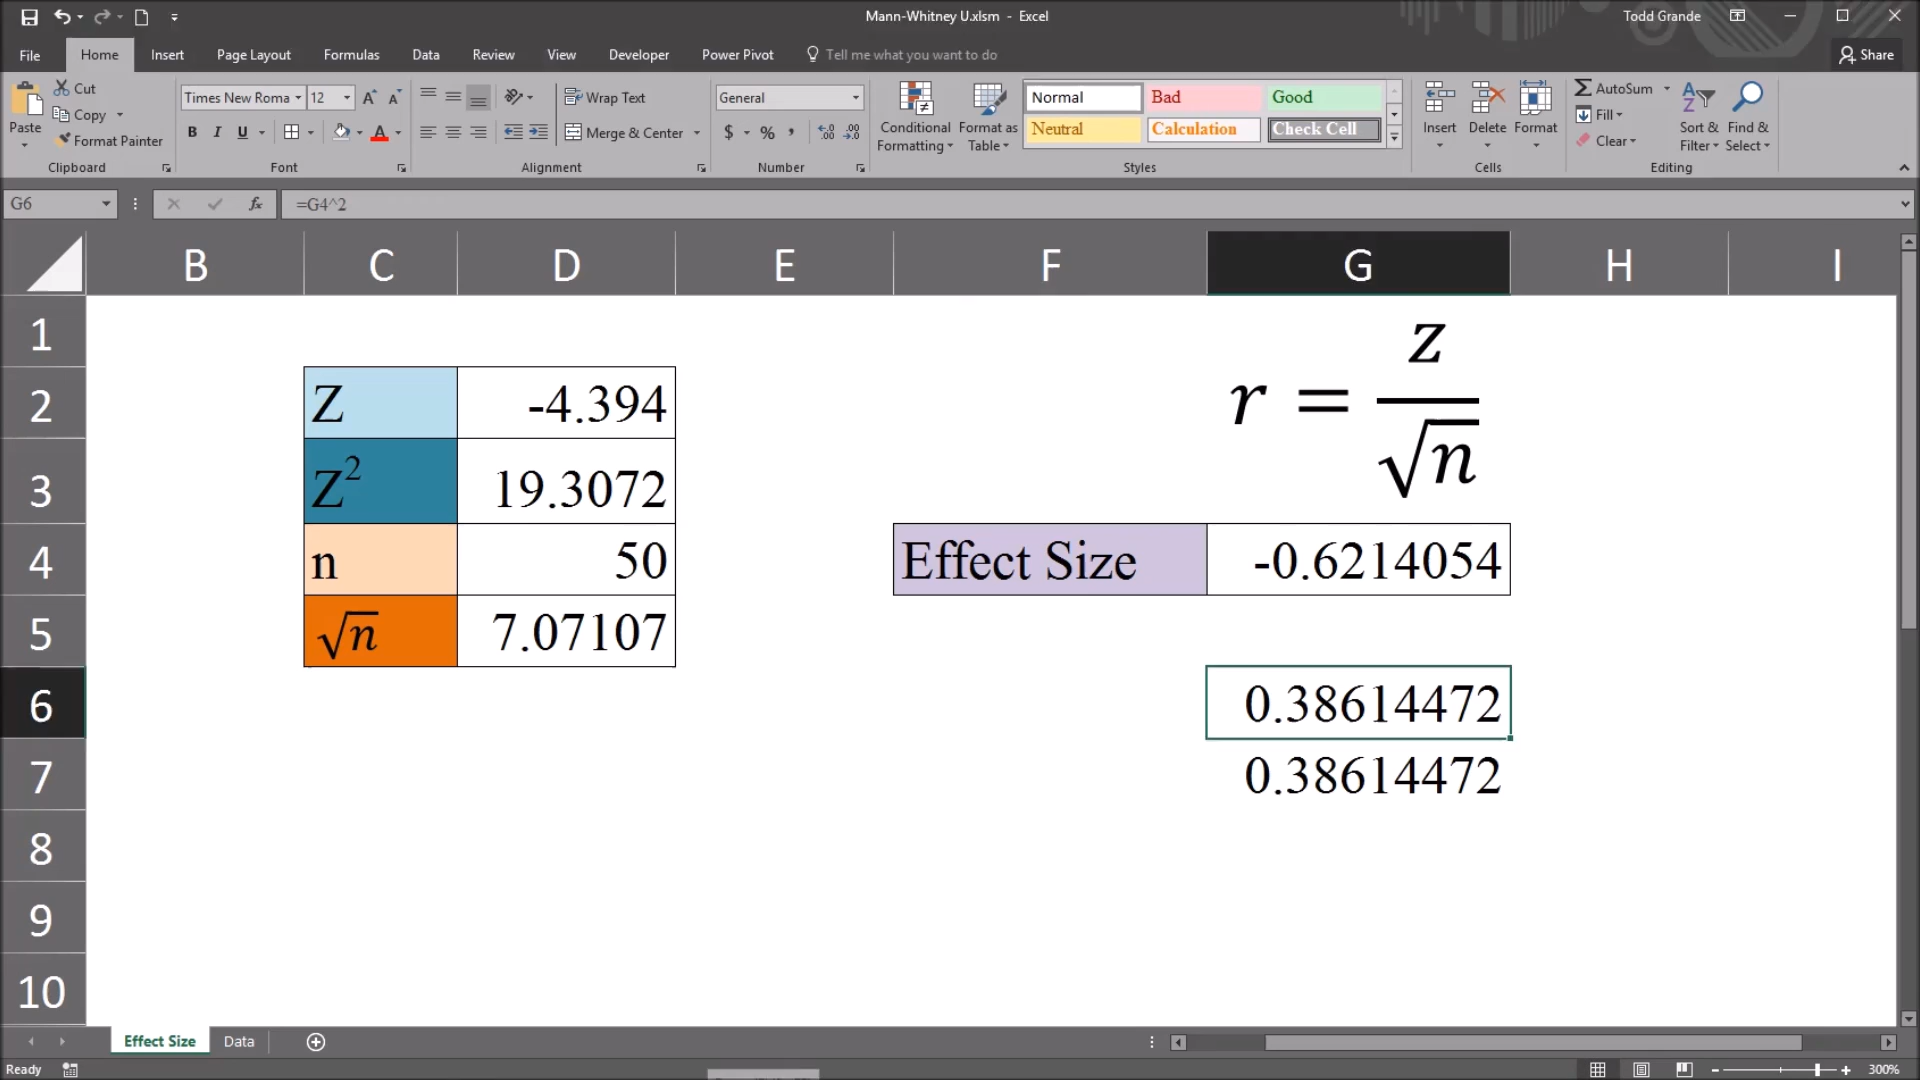 Mann-Whitney U.xlsm - Excel
Todd Grande
File Home Insert Page Layout Formulas Data Review View Developer Power Pivot Tell me what you want to do
Share
Paste
Cut
Copy
Format Painter
Clipboard
Times New Roma 12
B I U
Font
Wrap Text
Merge & Center
Alignment
General
$ % ,
Number
Conditional Formatting
Format as Table
Normal Bad Good
Neutral Calculation Check Cell
Styles
Insert Delete Format
Cells
AutoSum
Fill
Clear
Sort & Filter
Find & Select
Editing
G6 fx =G4^2
B C D E F G H I
1
2 Z -4.394
r = z/√n
3 Z² 19.3072
4 n 50 Effect Size -0.6214054
5 √n 7.07107
6 0.38614472
7 0.38614472
8
9
10
Effect Size Data
Ready
300%